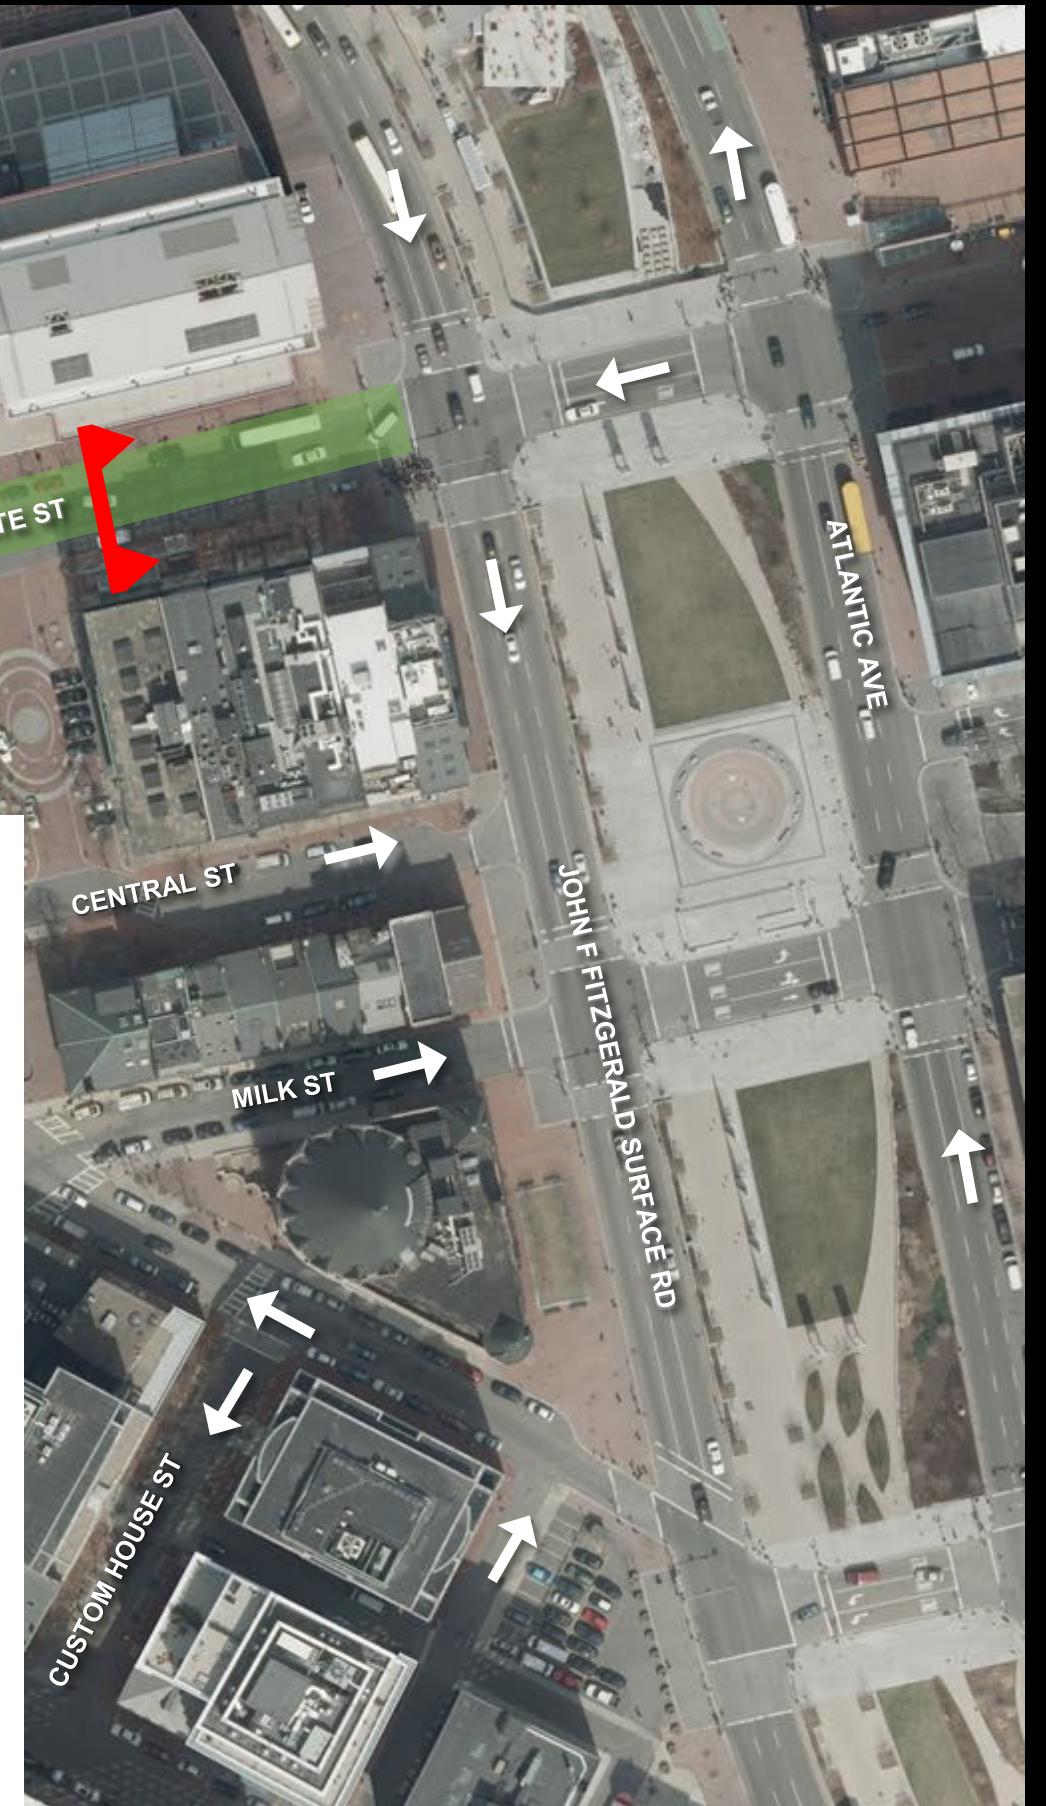 TE ST
ATLANTIC AVE
CENTRAL ST
JOHN F FITZGERALD SURFACE RD
MILK ST
CUSTOM HOUSE ST